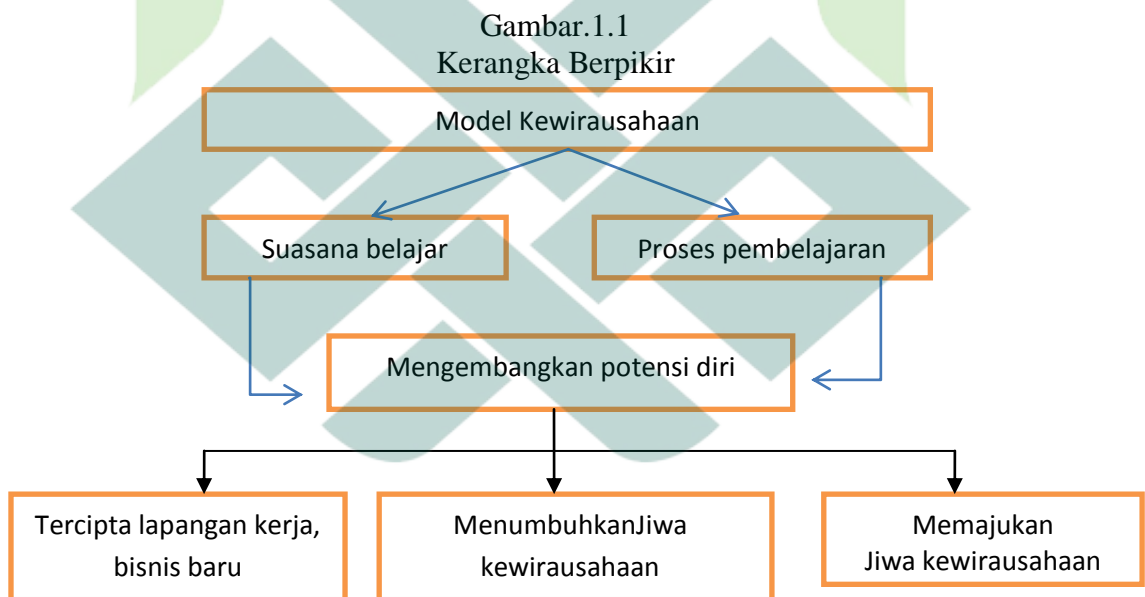 Gambar.1.1
Kerangka Berpikir
Model Kewirausahaan
Suasana belajar
Proses pembelajaran
Mengembangkan potensi diri
Tercipta lapangan kerja,
bisnis baru
MenumbuhkanJiwa
kewirausahaan
Memajukan
Jiwa kewirausahaan